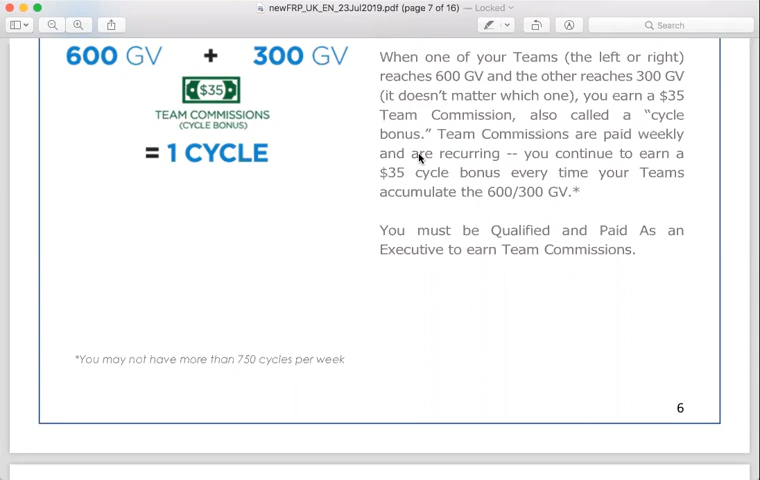 newFRP_UK_EN_23Jul2019.pdf (page 7 of 16) — Locked
Search
600 GV + 300 GV
$35
TEAM COMMISSIONS
(CYCLE BONUS)
= 1 CYCLE
When one of your Teams (the left or right)
reaches 600 GV and the other reaches 300 GV
(it doesn't matter which one), you earn a $35
Team Commission, also called a “cycle
bonus.” Team Commissions are paid weekly
and are recurring -- you continue to earn a
$35 cycle bonus every time your Teams
accumulate the 600/300 GV.*
You must be Qualified and Paid As an
Executive to earn Team Commissions.
*You may not have more than 750 cycles per week
6